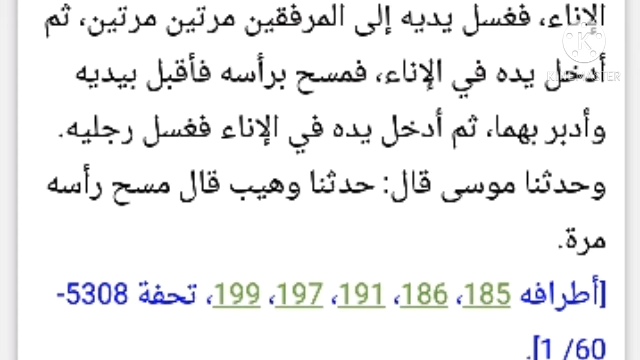 الإناء، فغسل يديه إلى المرفقين مرتين مرتين، ثم
أدخل يده في الإناء، فمسح برأسه فأقبل بيديه
KINEMASTER
وأدبر بهما، ثم أدخل يده في الإناء فغسل رجليه.
وحدثنا موسى قال: حدثنا وهيب قال مسح رأسه
مرة.
[أطرافه 185، 186، 191، 197، 199، تحفة 5308-
60/ 1].